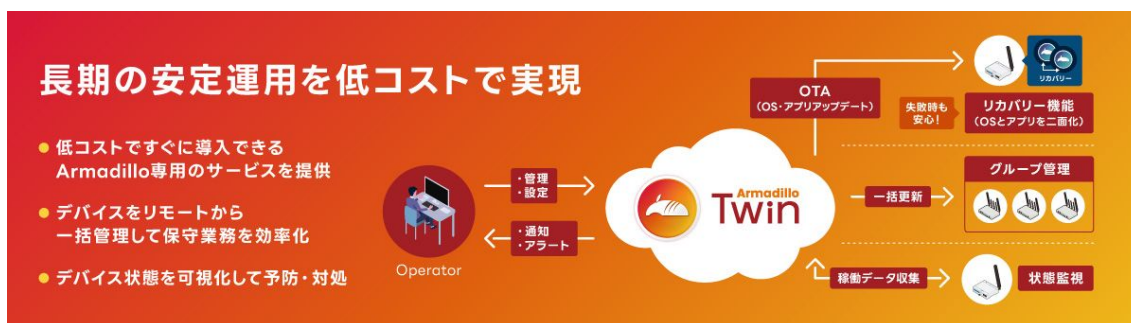 長期の安定運用を低コストで実現
低コストですぐに導入できる
Armadillo専用のサービスを提供
デバイスをリモートから
一括管理して保守業務を効率化
デバイス状態を可視化して予防・対処
Operator
・管理
・設定
・通知
・アラート
Armadillo
Twin
OTA
(OS・アプリアップデート)
リカバリー
失敗時も
安心!
リカバリー機能
(OSとアプリを二面化)
一括更新
グループ管理
稼働データ収集
状態監視